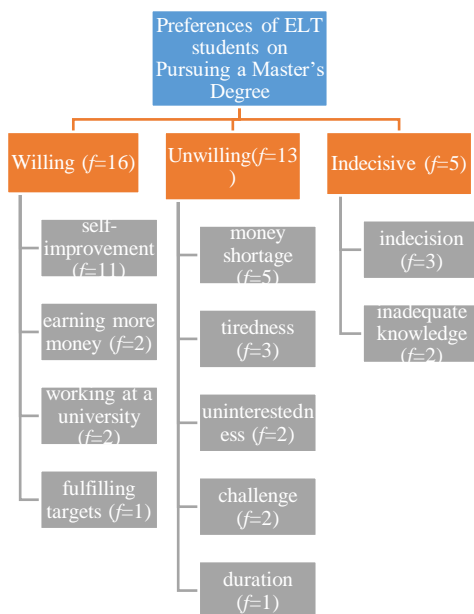 Preferences of ELT
students on
Pursuing a Master's
Degree
Willing (f=16)
self-
improvement
(f=11)
earning more
money (f=2)
working at a
university
(f=2)
fulfilling
targets (f=1)
Unwilling(f=13
)
money
shortage
(f=5)
tiredness
(f=3)
uninterestedn
ess (f=2)
challenge
(f=2)
duration
(f=1)
Indecisive (f=5)
indecision
(f=3)
inadequate
knowledge
(f=2)